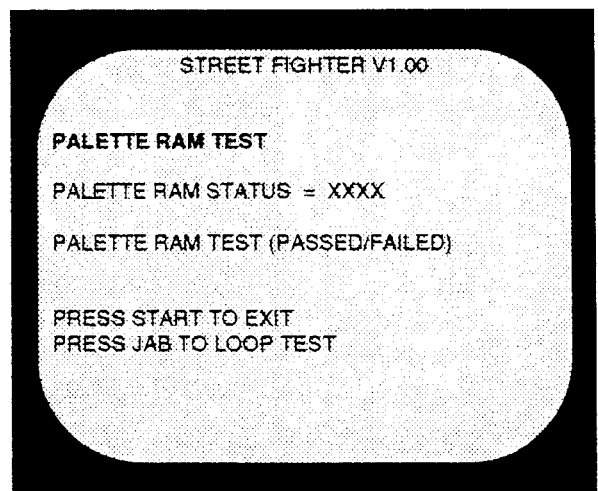 STREET FIGHTER V1.00
PALETTE RAM TEST
PALETTE RAM STATUS = XXXX
PALETTE RAM TEST (PASSED/FAILED)
PRESS START TO EXIT
PRESS JAB TO LOOP TEST